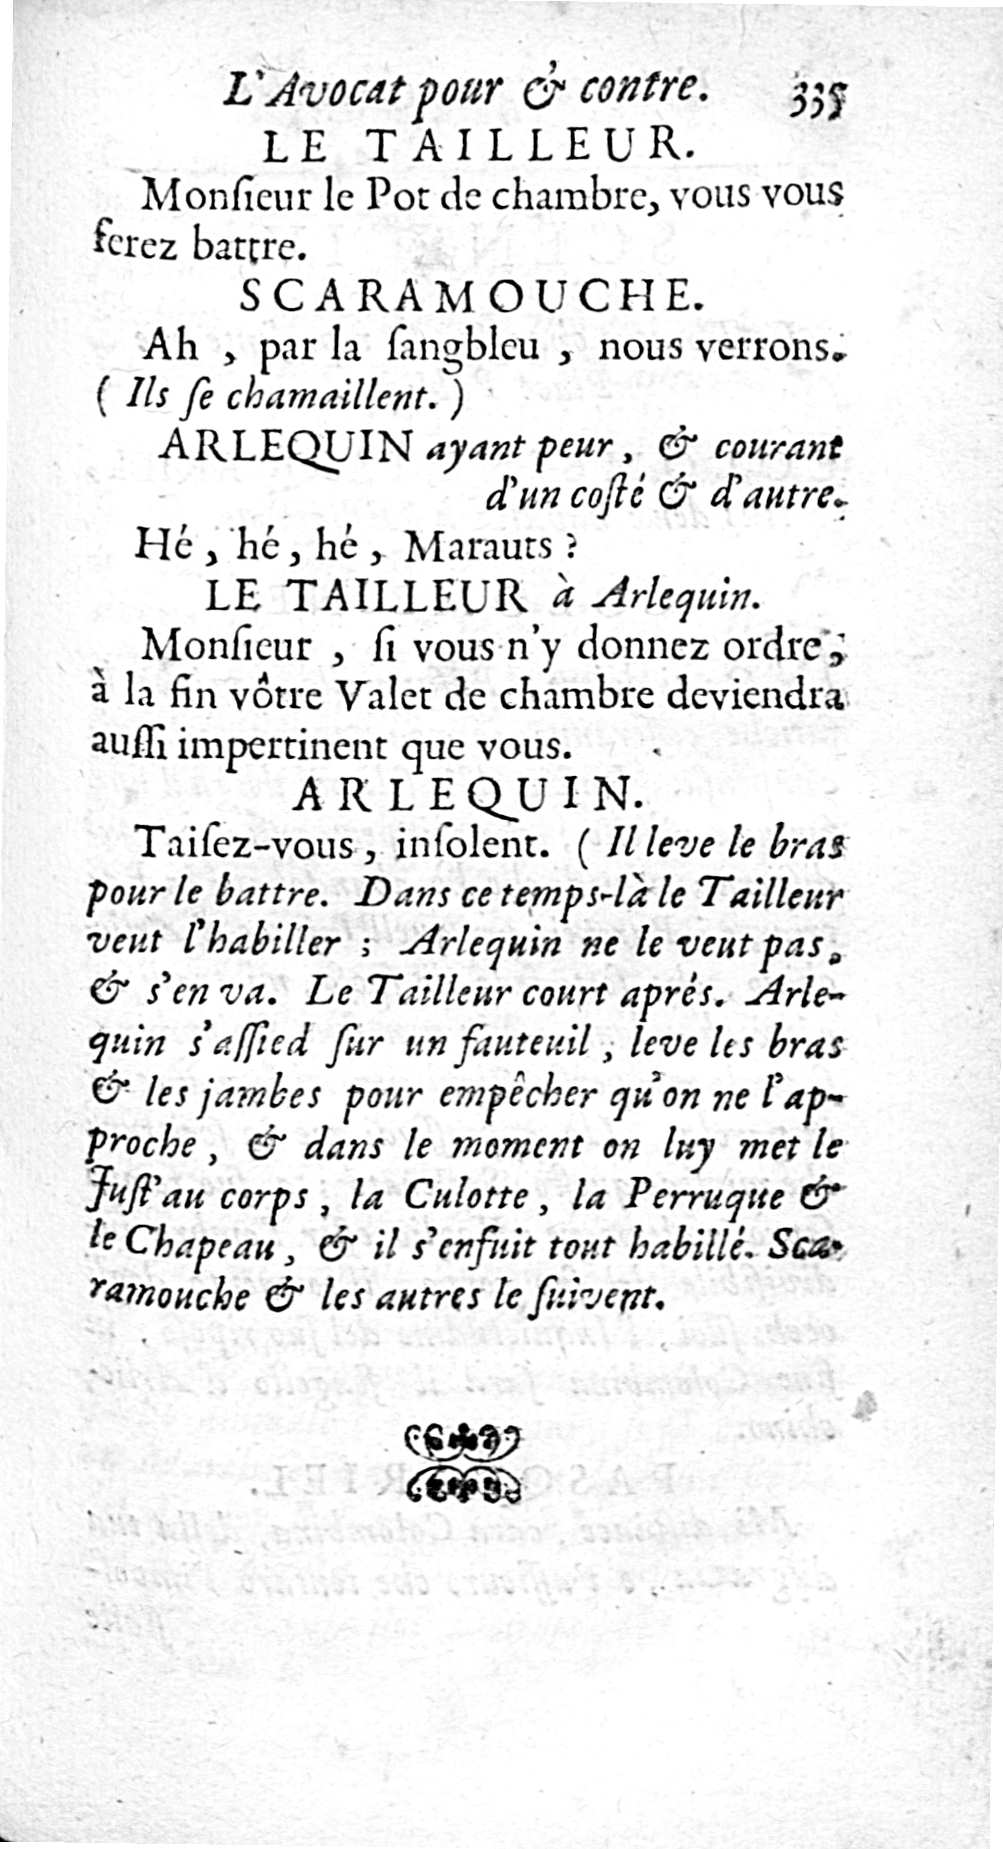 L'Avocat pour & contre. 335
LE TAILLEUR.
Monſieur le Pot de chambre, vous vous
ferez battre.
SCARAMOUCHE.
Ah , par la ſangbleu , nous verrons.
( Ils ſe chamaillent. )
ARLEQUIN ayant peur, & courant
d'un coſté & d'autre.
Hé, hé, hé, Marauts ?
LE TAILLEUR à Arlequin.
Monſieur , ſi vous n'y donnez ordre ,
à la fin vôtre Valet de chambre deviendra
auſſi impertinent que vous.
ARLEQUIN.
Taiſez-vous, inſolent. ( Il leve le bras
pour le battre. Dans ce temps-là le Tailleur
veut l'habiller ; Arlequin ne le veut pas,
& s'en va. Le Tailleur court aprés. Arle-
quin s'aſſied ſur un fauteuil , leve les bras
& les jambes pour empêcher qu'on ne l'ap-
proche, & dans le moment on luy met le
Juſt'au corps, la Culotte, la Perruque &
le Chapeau, & il s'enfuit tout habillé. Sca-
ramouche & les autres le ſuivent.